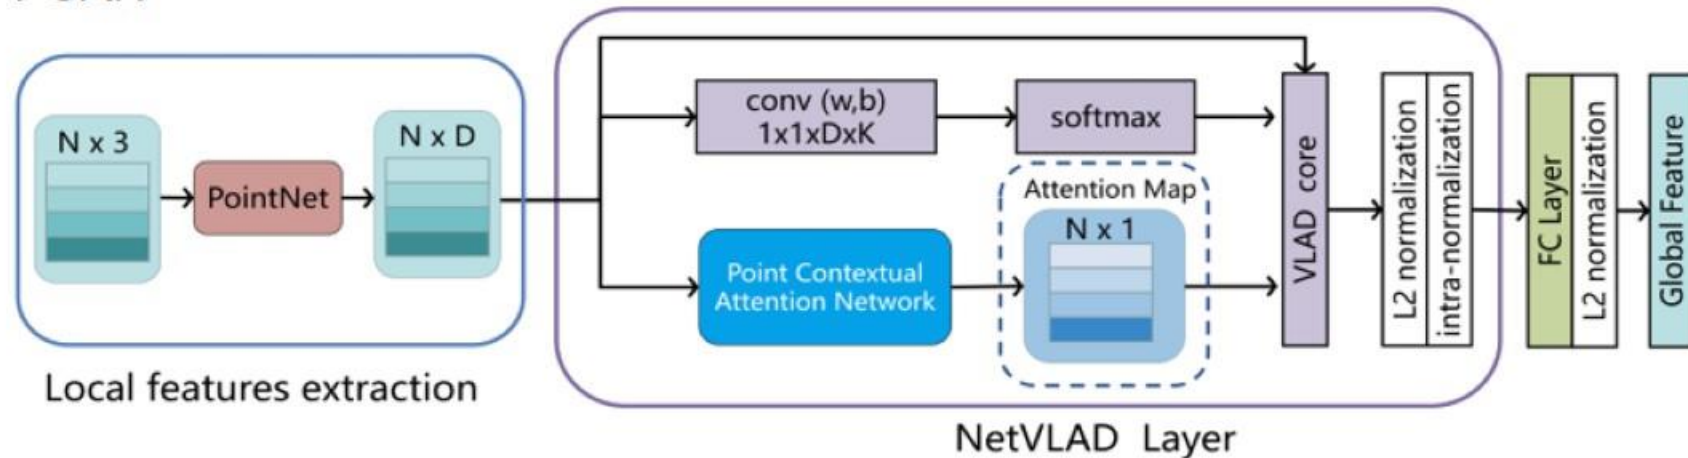 N x 3
PointNet
N x D
Local features extraction
conv (w,b)
1x1xDxK
softmax
Attention Map
N x 1
Point Contextual
Attention Network
VLAD core
L2 normalization
intra-normalization
NetVLAD Layer
FC Layer
L2 normalization
Global Feature